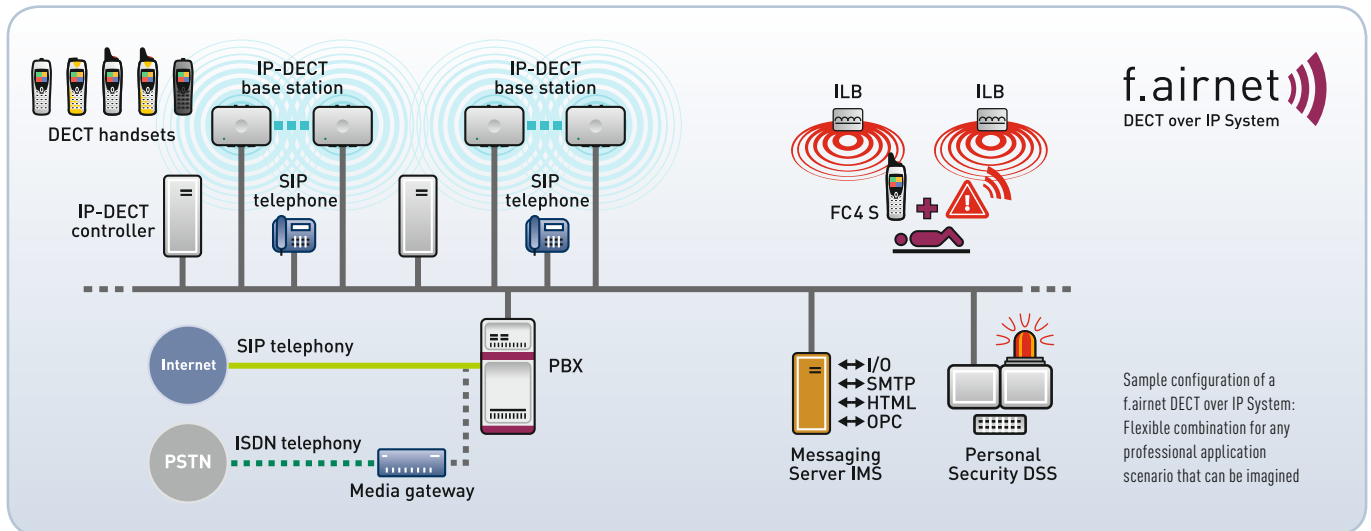 IP-DECT
base station
IP-DECT
base station
DECT handsets
ILB
ILB
f.airnet
DECT over IP System
IP-DECT
controller
SIP
telephone
SIP
telephone
FC4 S
Internet
SIP telephony
PBX
PSTN
ISDN telephony
Media gateway
I/O
SMTP
HTML
OPC
Messaging
Server IMS
Personal
Security DSS
Sample configuration of a
f.airnet DECT over IP System:
Flexible combination for any
professional application
scenario that can be imagined